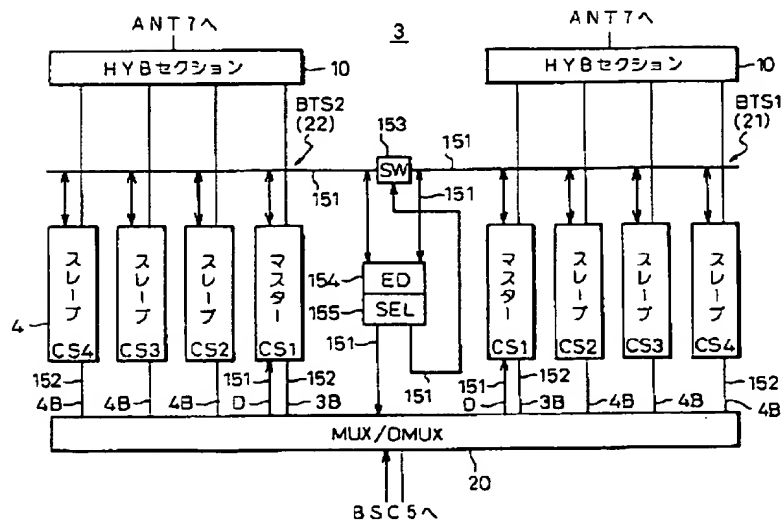 ANT7へ
3
ANT7へ
HYBセクション
10
HYBセクション
10
BTS2
(22)
153
SW
151
BTS1
(21)
151
151
151
4
スレーブ
CS4
スレーブ
CS3
スレーブ
CS2
マスター
CS1
154
ED
155
SEL
151
151
マスター
CS1
スレーブ
CS2
スレーブ
CS3
スレーブ
CS4
152
151
152
151
152
152
4B
4B
4B
D
3B
D
3B
4B
4B
4B
MUX/DMUX
20
BSC5へ